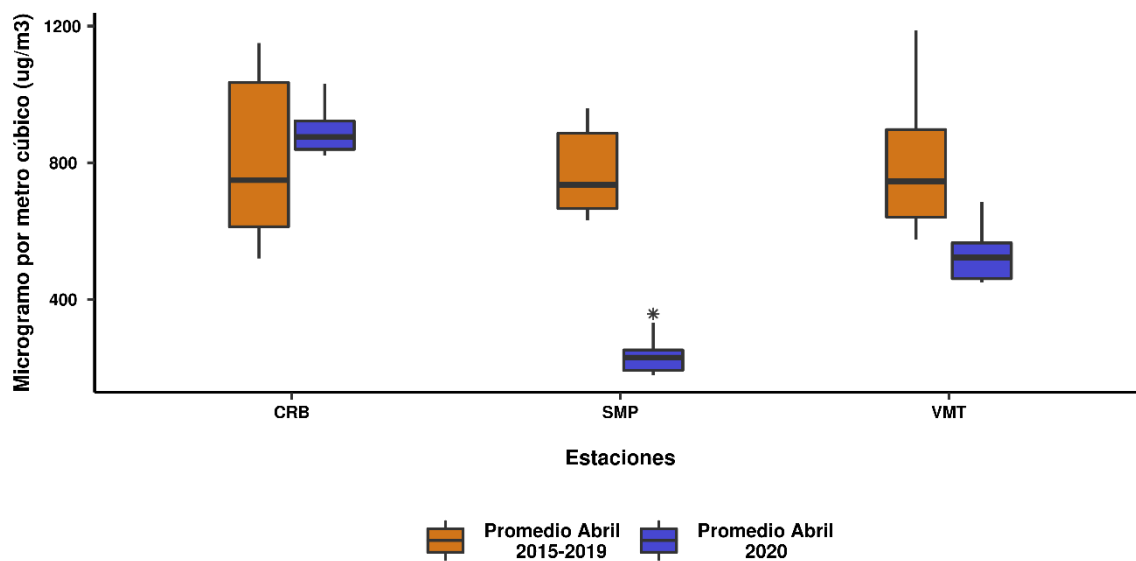 Microgramo por metro cúbico (ug/m3)
1200
800
400
CRB
SMP
VMT
Estaciones
Promedio Abril
2015-2019
Promedio Abril
2020